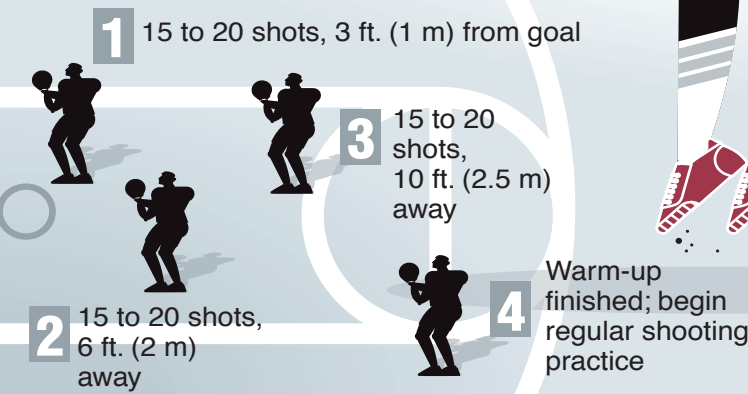 1
15 to 20 shots, 3 ft. (1 m) from goal
2
15 to 20 shots,
6 ft. (2 m)
away
3
15 to 20
shots,
10 ft. (2.5 m)
away
4
Warm-up
finished; begin
regular shooting
practice